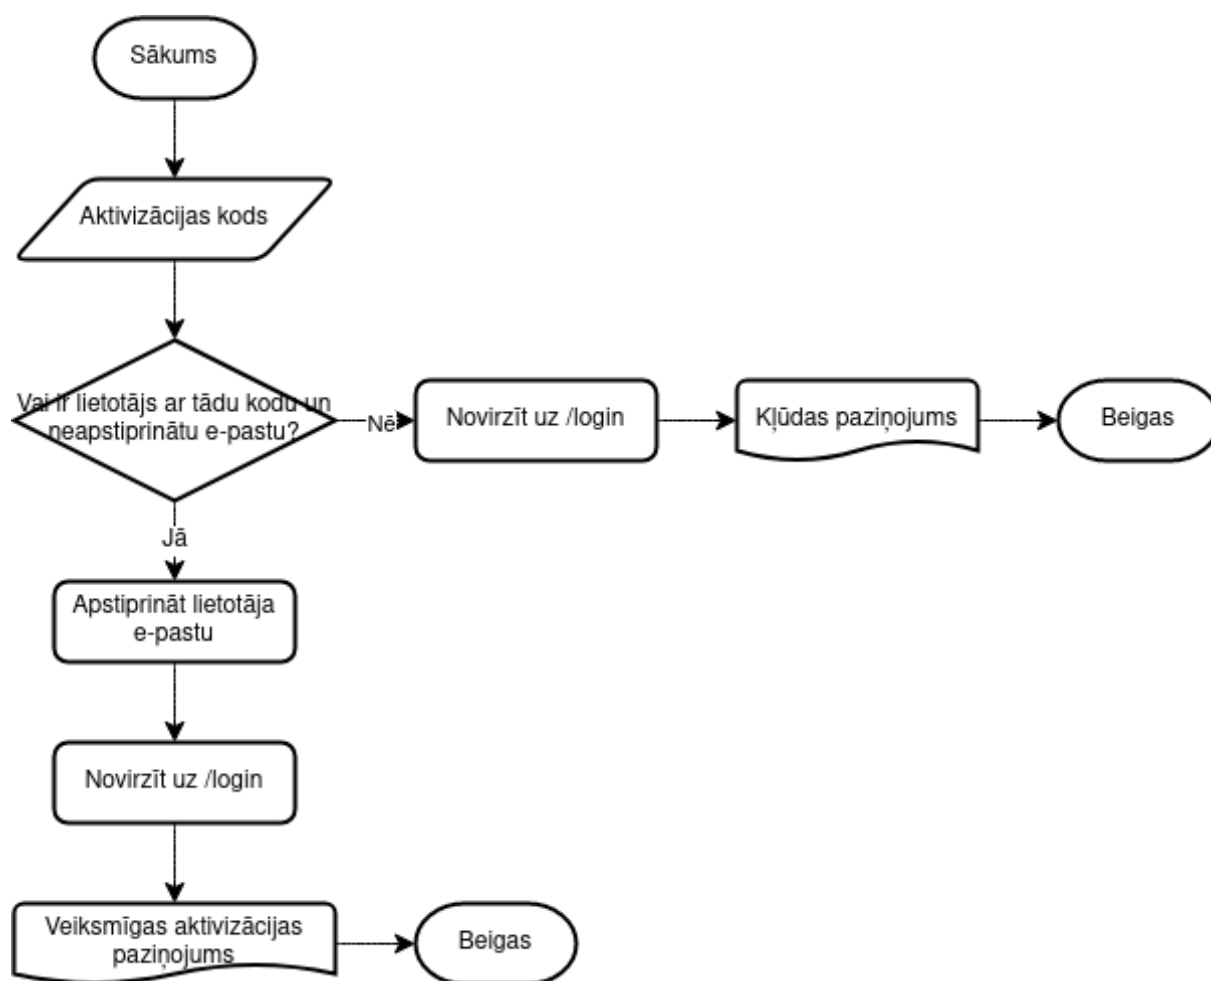 Sākums
Aktivizācijas kods
Vai ir lietotājs ar tādu kodu un
neapstiprinātu e-pastu?
Nē
Novirzīt uz /login
Kļūdas paziņojums
Beigas
Jā
Apstiprināt lietotāja
e-pastu
Novirzīt uz /login
Veiksmīgas aktivizācijas
paziņojums
Beigas